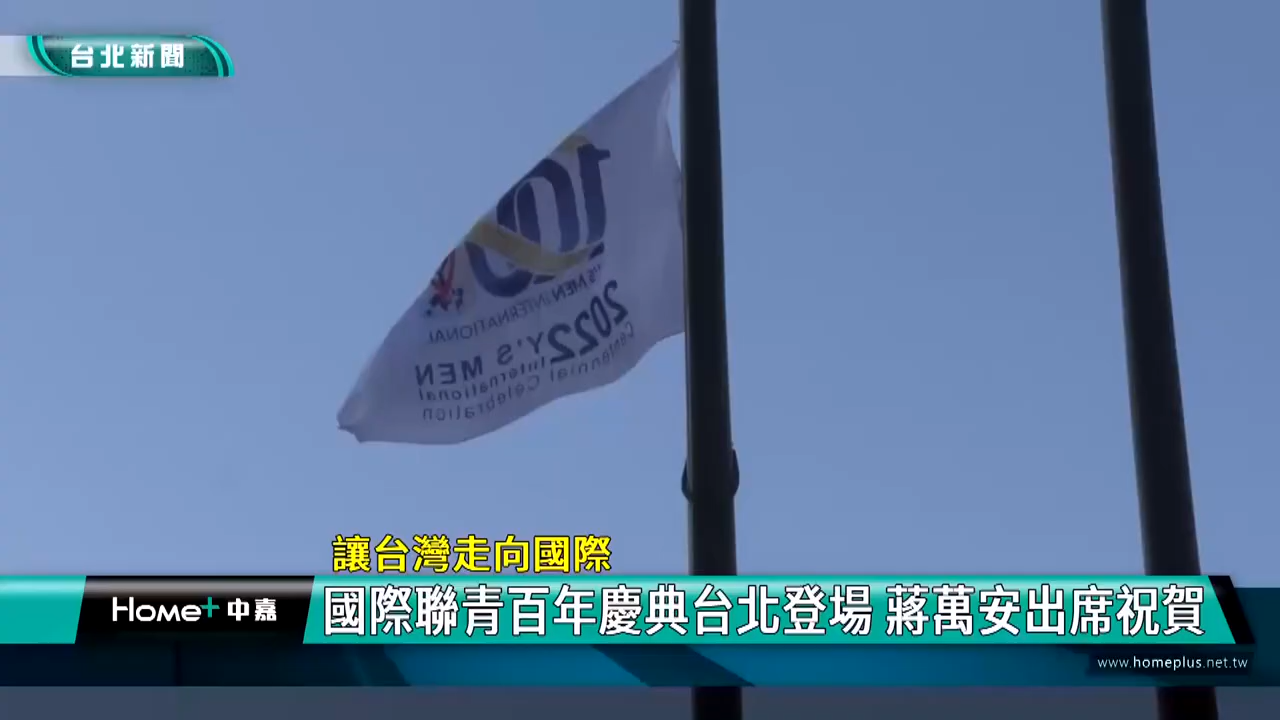 台北新聞
100
Y'S MEN INTERNATIONAL
2022Y'S MEN
International
Centennial Celebration
讓台灣走向國際
Home+中嘉
國際聯青百年慶典台北登場 蔣萬安出席祝賀
www.homeplus.net.tw